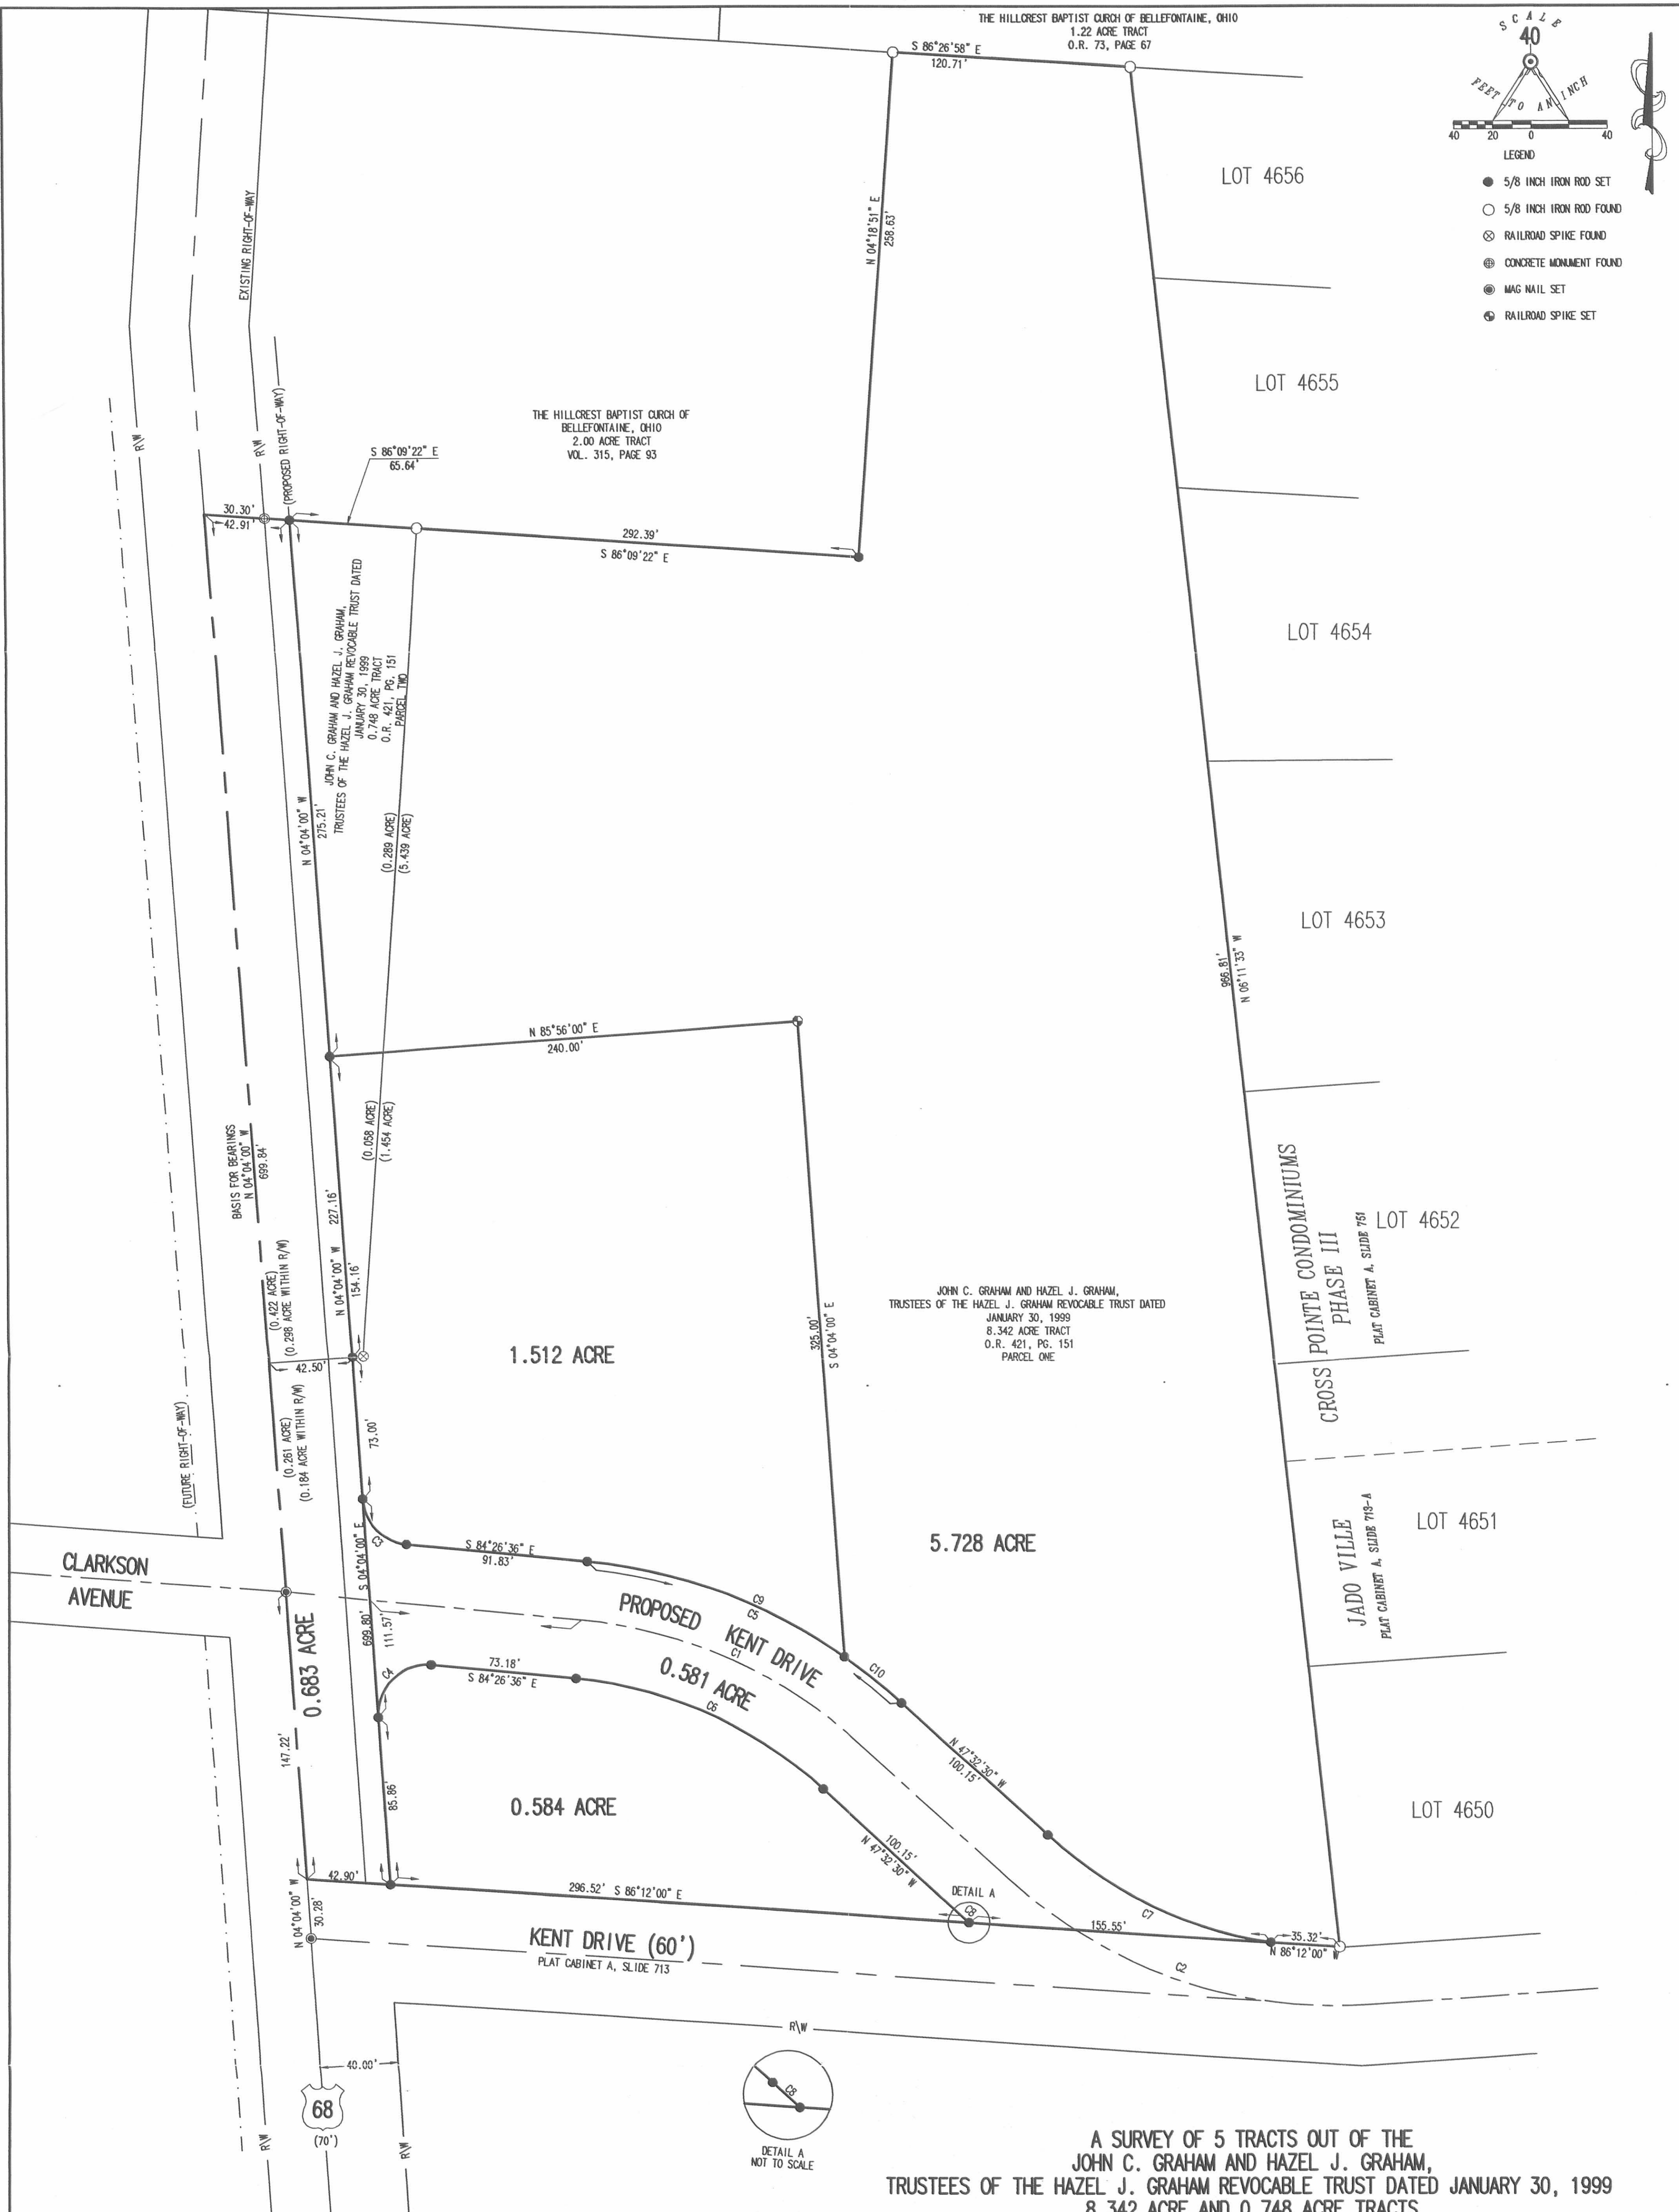 THE HILLCREST BAPTIST CURCH OF BELLEFONTAINE, OHIO
1.22 ACRE TRACT
O.R. 73, PAGE 67
S 86°26'58" E
120.71'
SCALE
40
FEET TO AN INCH
40 20 0 40
LEGEND
5/8 INCH IRON ROD SET
5/8 INCH IRON ROD FOUND
RAILROAD SPIKE FOUND
CONCRETE MONUMENT FOUND
MAG NAIL SET
RAILROAD SPIKE SET
LOT 4656
N 04°18'51" E
258.63'
EXISTING RIGHT-OF-WAY
LOT 4655
R\W
R\W
(PROPOSED RIGHT-OF-WAY)
THE HILLCREST BAPTIST CURCH OF
BELLEFONTAINE, OHIO
2.00 ACRE TRACT
VOL. 315, PAGE 93
S 86°09'22" E
65.64'
30.30'
42.91'
292.39'
S 86°09'22" E
LOT 4654
JOHN C. GRAHAM AND HAZEL J. GRAHAM,
TRUSTEES OF THE HAZEL J. GRAHAM REVOCABLE TRUST DATED
JANUARY 30, 1999
0.748 ACRE TRACT
O.R. 421, PG. 151
PARCEL TWO
N 04°04'00" W
275.21'
(0.289 ACRE)
(5.439 ACRE)
LOT 4653
966.81'
N 06°11'33" W
N 85°56'00" E
240.00'
(0.058 ACRE)
(1.454 ACRE)
BASIS FOR BEARINGS
N 04°04'00" W
699.84'
N 04°04'00" W 227.16'
154.16'
(0.422 ACRE)
(0.298 ACRE WITHIN R/W)
42.50'
(0.261 ACRE)
(0.184 ACRE WITHIN R/W)
(FUTURE RIGHT-OF-WAY)
73.00'
1.512 ACRE
325.00'
S 04°04'00" E
JOHN C. GRAHAM AND HAZEL J. GRAHAM,
TRUSTEES OF THE HAZEL J. GRAHAM REVOCABLE TRUST DATED
JANUARY 30, 1999
8.342 ACRE TRACT
O.R. 421, PG. 151
PARCEL ONE
CROSS POINTE CONDOMINIUMS
PHASE III
PLAT CABINET A, SLIDE 751
LOT 4652
JADO VILLE
PLAT CABINET A, SLIDE 713-A
LOT 4651
5.728 ACRE
CLARKSON
AVENUE
C3
S 84°26'36" E
91.83'
S 04°04'00" E
699.80'
111.57'
C9
C5
PROPOSED KENT DRIVE
C1
0.581 ACRE
C10
0.683 ACRE
C4
73.18'
S 84°26'36" E
C6
N 47°32'30" W
100.15'
147.22'
85.86'
0.584 ACRE
100.15'
N 47°32'30" W
LOT 4650
42.90'
296.52' S 86°12'00" E
DETAIL A
C8
155.55'
C7
35.32'
N 86°12'00" W
N 04°04'00" W
30.28'
KENT DRIVE (60')
PLAT CABINET A, SLIDE 713
C2
R\W
40.00'
68
(70')
R\W
R\W
C8
DETAIL A
NOT TO SCALE
A SURVEY OF 5 TRACTS OUT OF THE
JOHN C. GRAHAM AND HAZEL J. GRAHAM,
TRUSTEES OF THE HAZEL J. GRAHAM REVOCABLE TRUST DATED JANUARY 30, 1999
8.342 ACRE AND 0.748 ACRE TRACTS